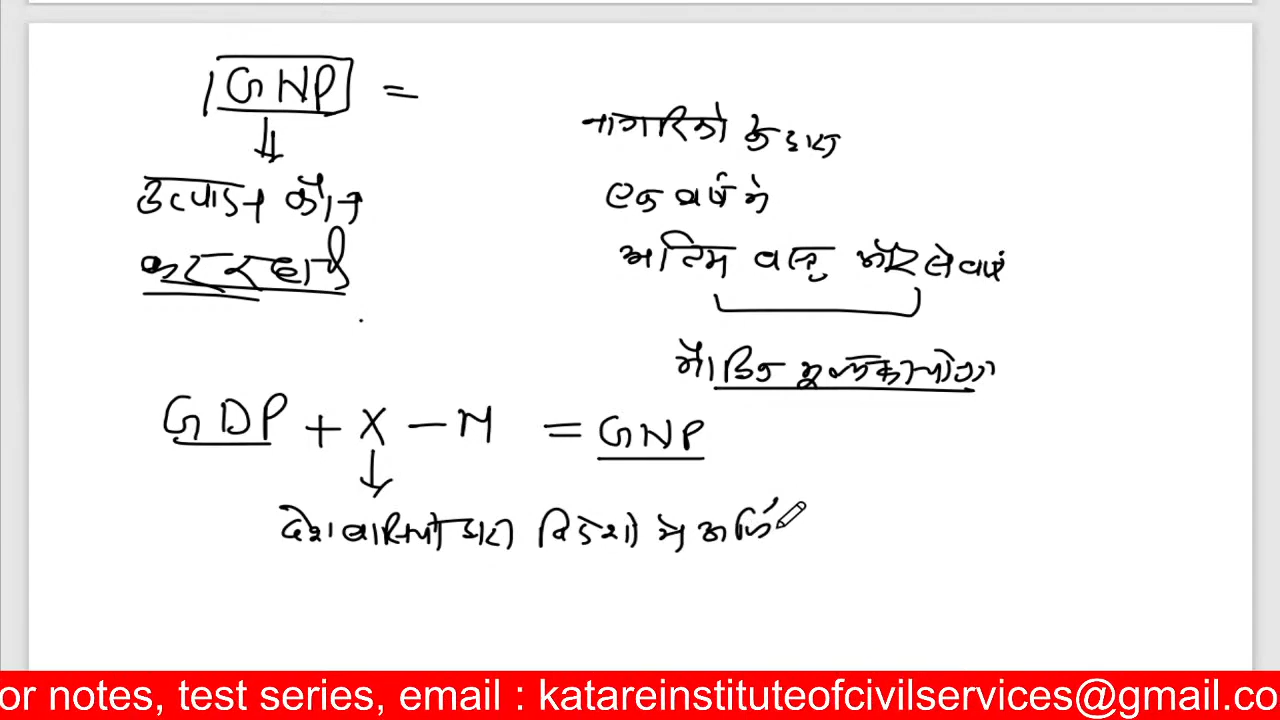 GNP =
उत्पादन कौन
कर रहा है
नागरिको के द्वारा
एक वर्ष मे
अंतिम वस्तु और सेवाएं
मौद्रिक मूल्य का योग
GDP + X - M = GNP
देशवासियों द्वारा विदेशो मे अर्जि
or notes, test series, email : katareinstituteofcivilservices@gmail.co